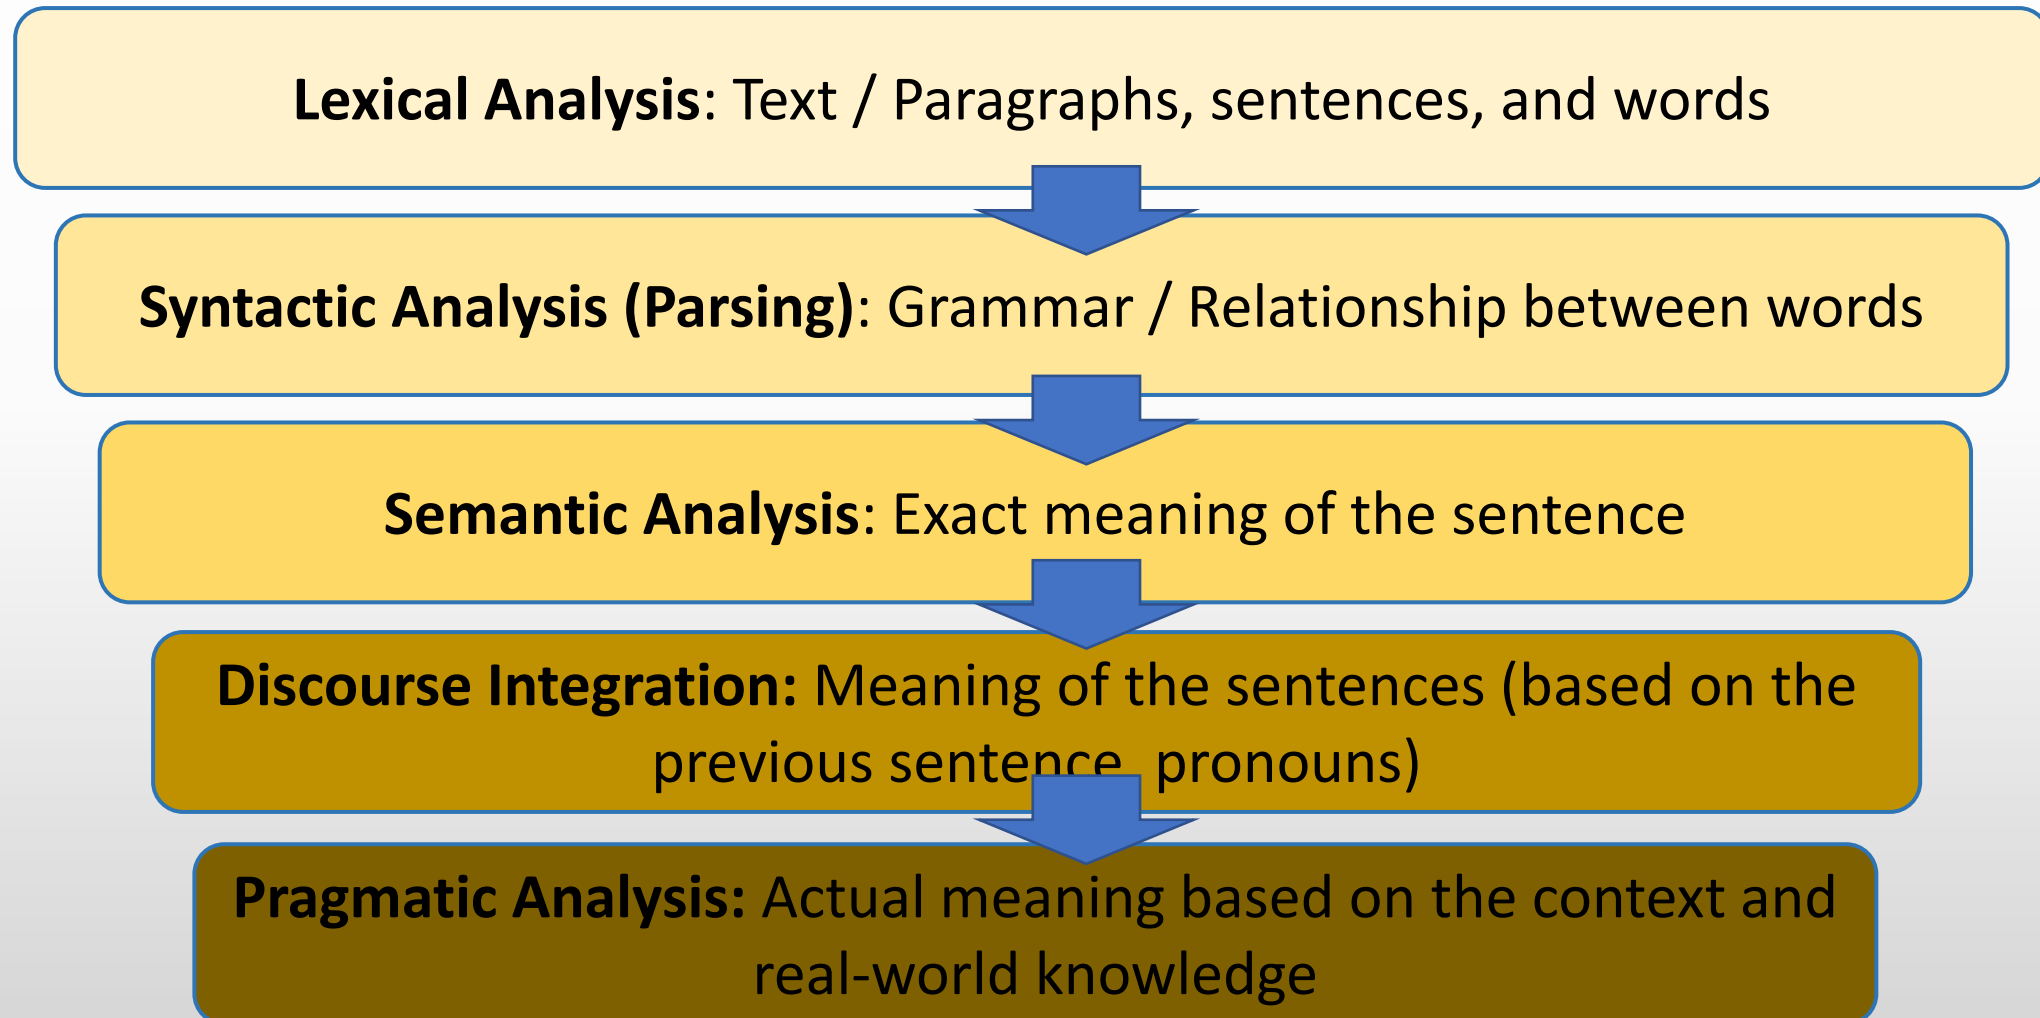 Lexical Analysis: Text / Paragraphs, sentences, and words
Syntactic Analysis (Parsing): Grammar / Relationship between words
Semantic Analysis: Exact meaning of the sentence
Discourse Integration: Meaning of the sentences (based on the
previous sentence, pronouns)
Pragmatic Analysis: Actual meaning based on the context and
real-world knowledge